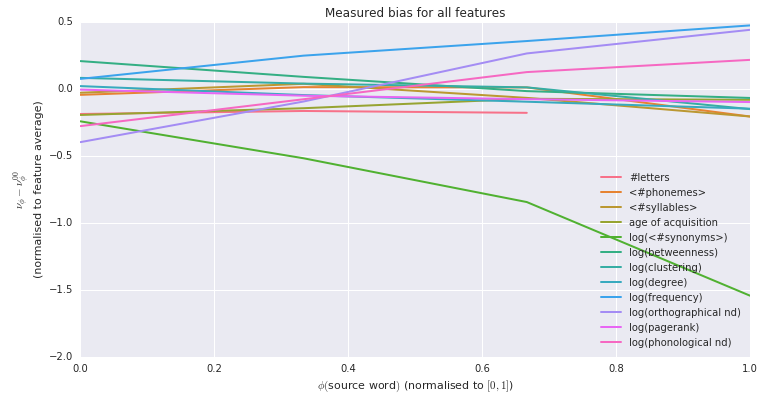 Measured bias for all features
0.5
0.0
−0.5
−1.0
−1.5
−2.0
ν_ϕ − ν_ϕ^00
(normalised to feature average)
#letters
<#phonemes>
<#syllables>
age of acquisition
log(<#synonyms>)
log(betweenness)
log(clustering)
log(degree)
log(frequency)
log(orthographical nd)
log(pagerank)
log(phonological nd)
0.0 0.2 0.4 0.6 0.8 1.0
ϕ(source word) (normalised to [0, 1])